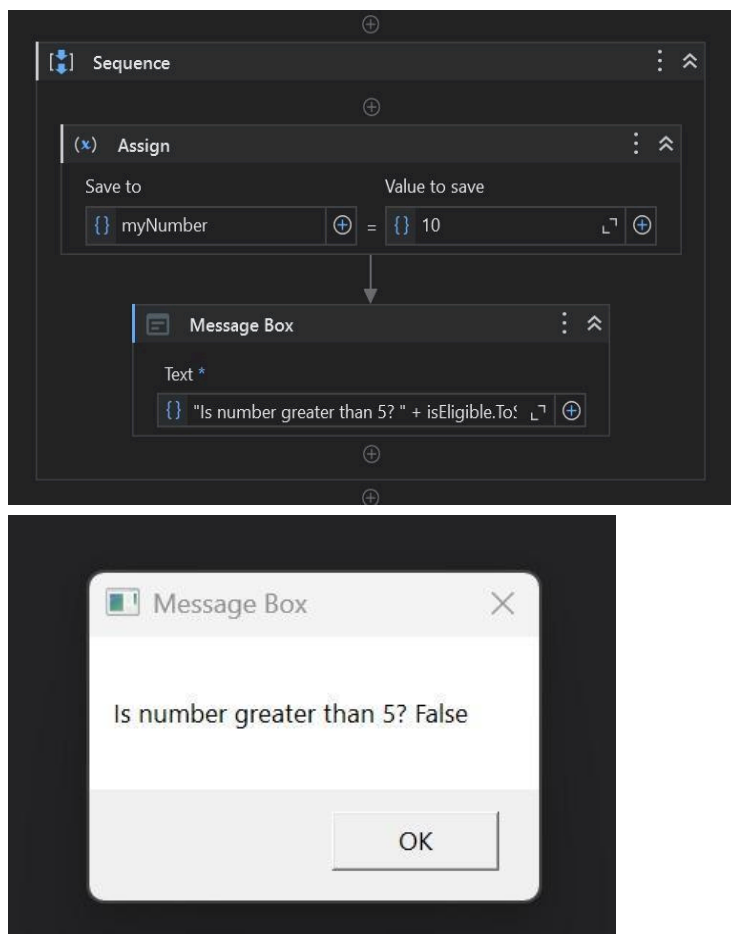 Sequence
(x) Assign
Save to Value to save
{} myNumber = {} 10
Message Box
Text *
{} "Is number greater than 5? " + isEligible.ToS
Message Box
Is number greater than 5? False
OK